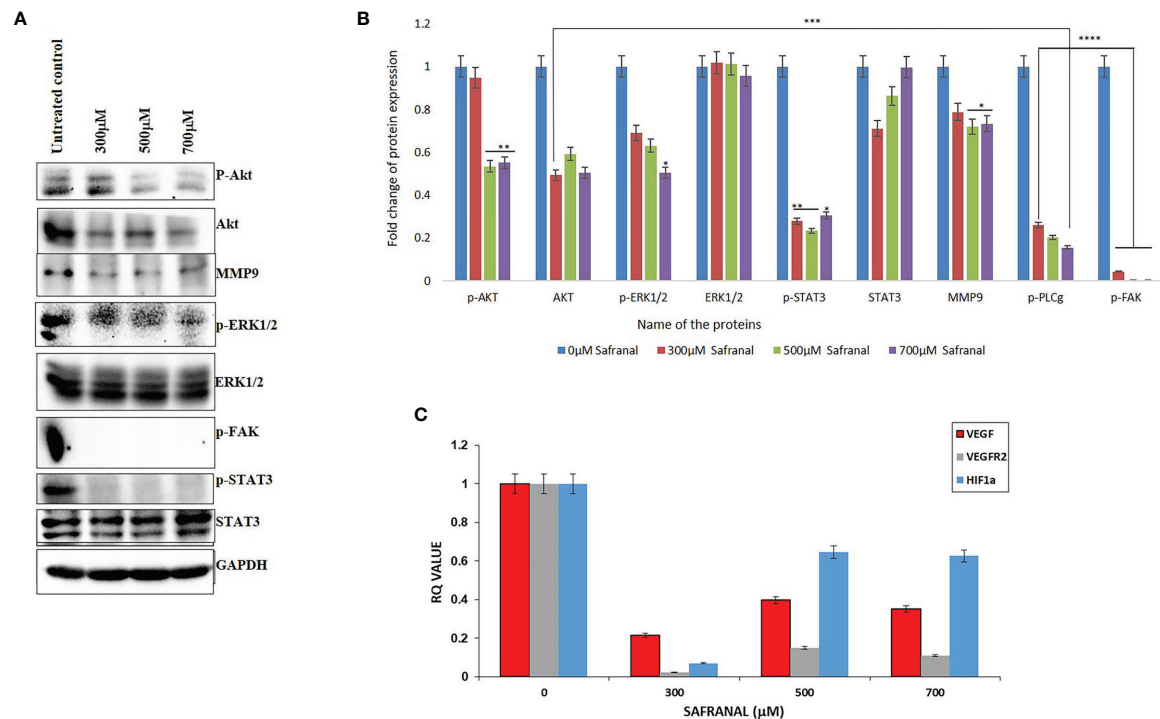 A
Untreated control
300µM
500µM
700µM
P-Akt
Akt
MMP9
p-ERK1/2
ERK1/2
p-FAK
p-STAT3
STAT3
GAPDH
B
Fold change of protein expression
1.2
1
0.8
0.6
0.4
0.2
0
**
***
*
**
*
*
****
p-AKT AKT p-ERK1/2 ERK1/2 p-STAT3 STAT3 MMP9 p-PLCg p-FAK
Name of the proteins
0µM Safranal 300µM Safranal 500µM Safranal 700µM Safranal
C
VEGF
VEGFR2
HIF1a
RQ VALUE
1.2
1
0.8
0.6
0.4
0.2
0
0 300 500 700
SAFRANAL (µM)